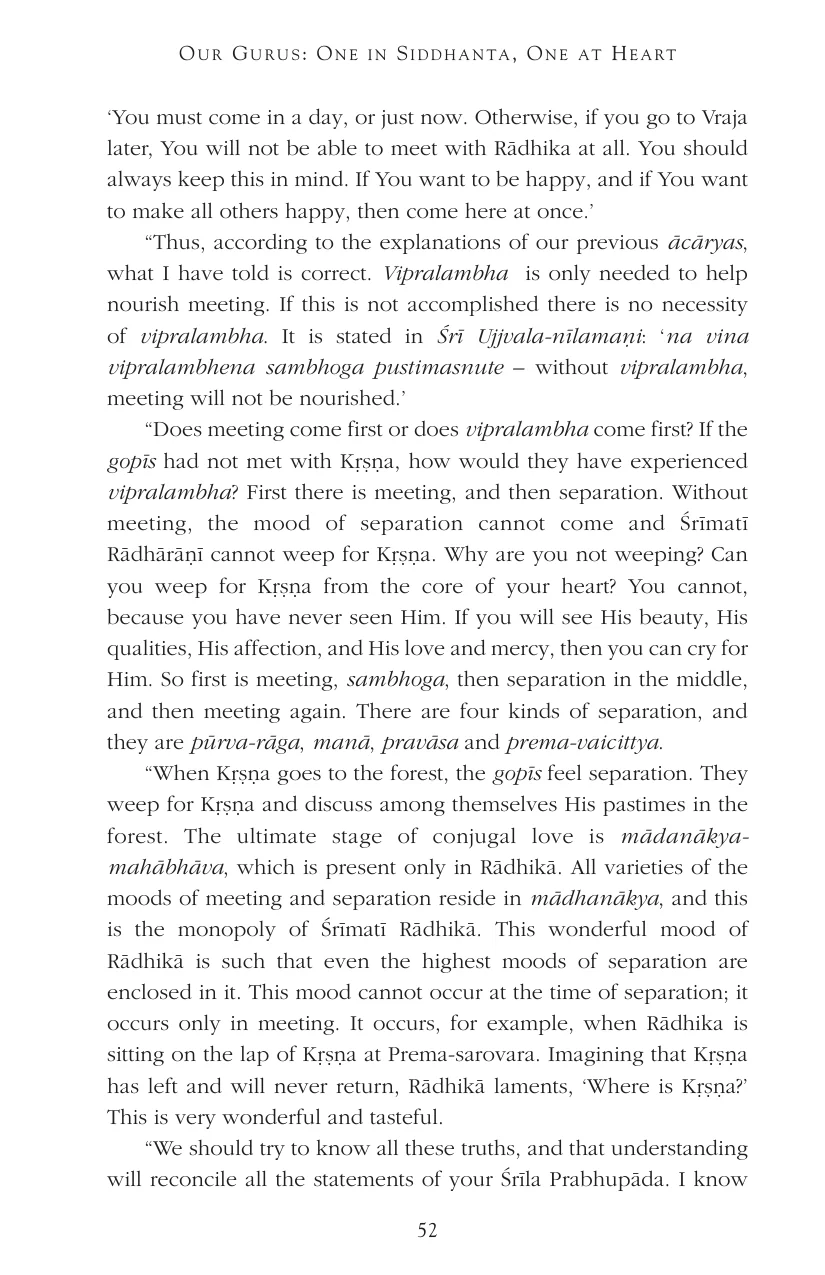 OUR GURUS: ONE IN SIDDHANTA, ONE AT HEART
‘You must come in a day, or just now. Otherwise, if you go to Vraja
later, You will not be able to meet with Rādhika at all. You should
always keep this in mind. If You want to be happy, and if You want
to make all others happy, then come here at once.’
“Thus, according to the explanations of our previous ācāryas,
what I have told is correct. Vipralambha is only needed to help
nourish meeting. If this is not accomplished there is no necessity
of vipralambha. It is stated in Śrī Ujjvala-nīlamaṇi: ‘na vina
vipralambhena sambhoga pustimasnute – without vipralambha,
meeting will not be nourished.’
“Does meeting come first or does vipralambha come first? If the
gopīs had not met with Kṛṣṇa, how would they have experienced
vipralambha? First there is meeting, and then separation. Without
meeting, the mood of separation cannot come and Śrīmatī
Rādhārāṇī cannot weep for Kṛṣṇa. Why are you not weeping? Can
you weep for Kṛṣṇa from the core of your heart? You cannot,
because you have never seen Him. If you will see His beauty, His
qualities, His affection, and His love and mercy, then you can cry for
Him. So first is meeting, sambhoga, then separation in the middle,
and then meeting again. There are four kinds of separation, and
they are pūrva-rāga, manā, pravāsa and prema-vaicittya.
“When Kṛṣṇa goes to the forest, the gopīs feel separation. They
weep for Kṛṣṇa and discuss among themselves His pastimes in the
forest. The ultimate stage of conjugal love is mādanākya-
mahābhāva, which is present only in Rādhikā. All varieties of the
moods of meeting and separation reside in mādhanākya, and this
is the monopoly of Śrīmatī Rādhikā. This wonderful mood of
Rādhikā is such that even the highest moods of separation are
enclosed in it. This mood cannot occur at the time of separation; it
occurs only in meeting. It occurs, for example, when Rādhika is
sitting on the lap of Kṛṣṇa at Prema-sarovara. Imagining that Kṛṣṇa
has left and will never return, Rādhikā laments, ‘Where is Kṛṣṇa?’
This is very wonderful and tasteful.
“We should try to know all these truths, and that understanding
will reconcile all the statements of your Śrīla Prabhupāda. I know
52